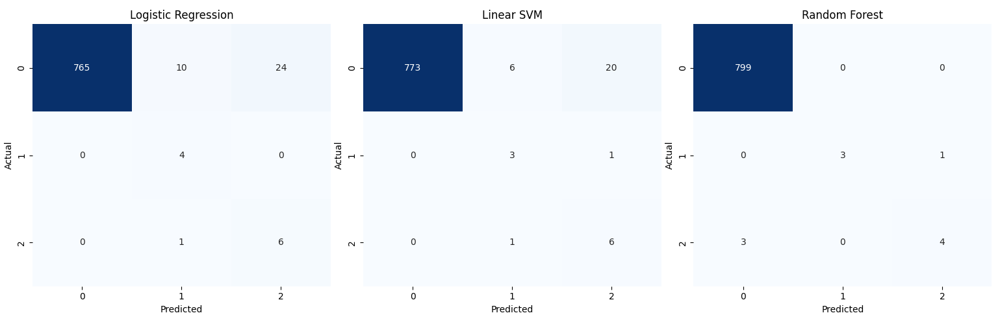 Logistic Regression
0 765 10 24
Actual
1 0 4 0
2 0 1 6
0 1 2
Predicted
Linear SVM
0 773 6 20
Actual
1 0 3 1
2 0 1 6
0 1 2
Predicted
Random Forest
0 799 0 0
Actual
1 0 3 1
2 3 0 4
0 1 2
Predicted